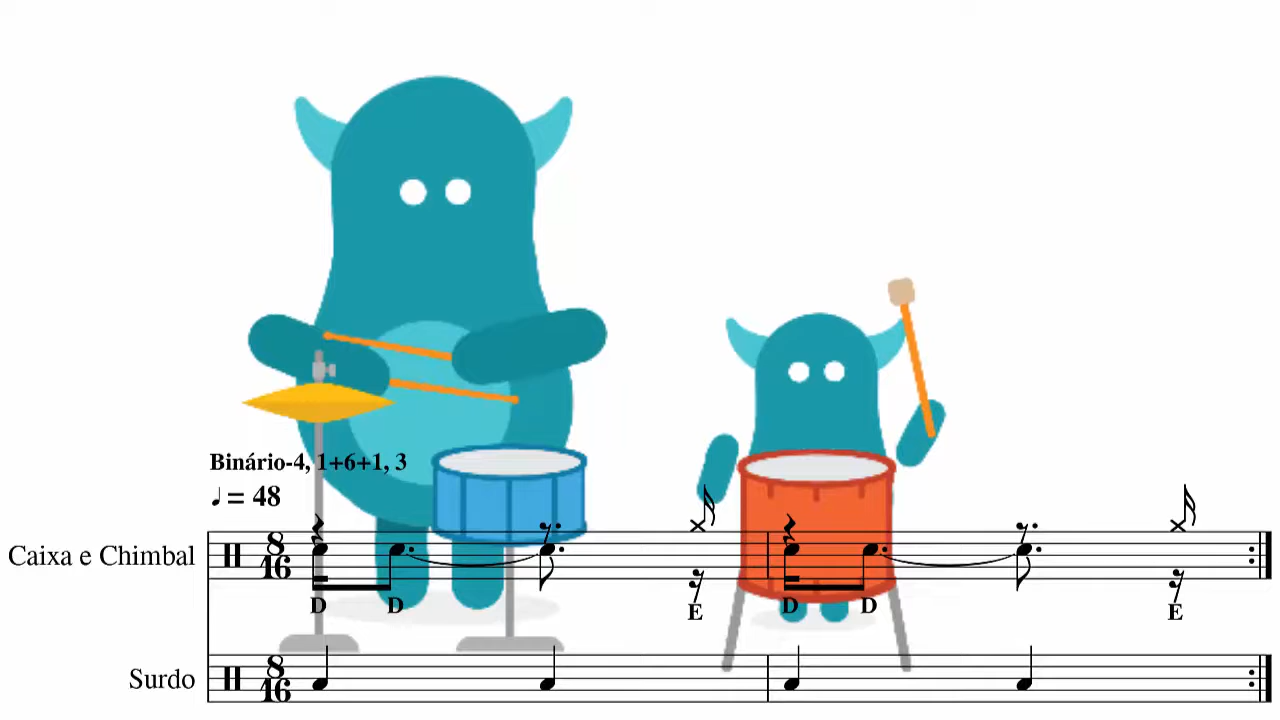 Binário-4, 1+6+1, 3
♩ = 48
Caixa e Chimbal
8
16
D D E D D E
Surdo
8
16